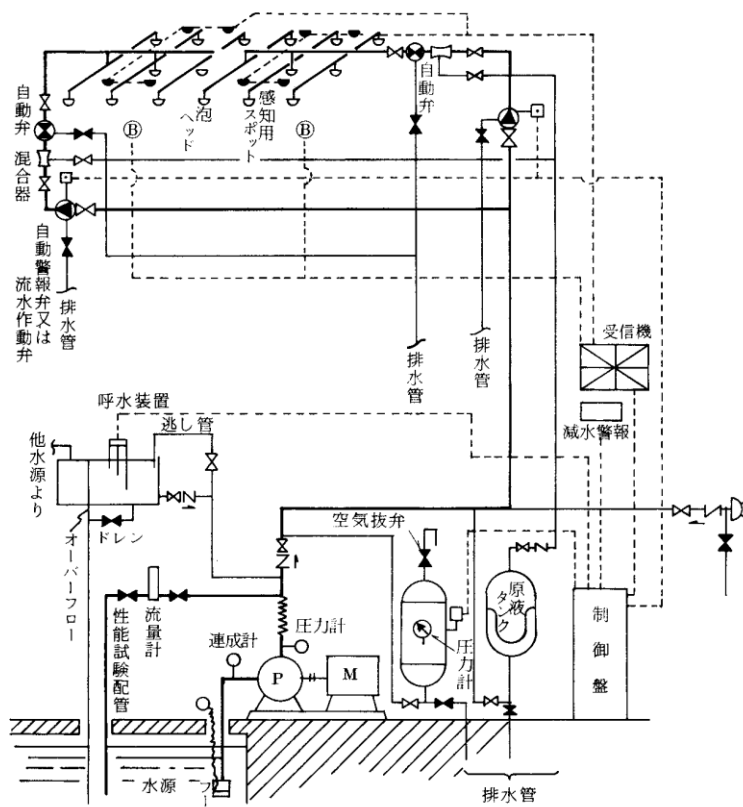 自動弁
混合器
自動警報弁又は
流水作動弁
排水管
Ⓑ
泡
ヘッド
感知用
スポット
Ⓑ
自動弁
排水管
排水管
受信機
減水警報
呼水装置
逃し管
他水源より
オーバーフロー
ドレン
性能試験配管
流量計
連成計
圧力計
P
M
空気抜弁
圧力計
原液
タンク
制御盤
水源
フー
排水管